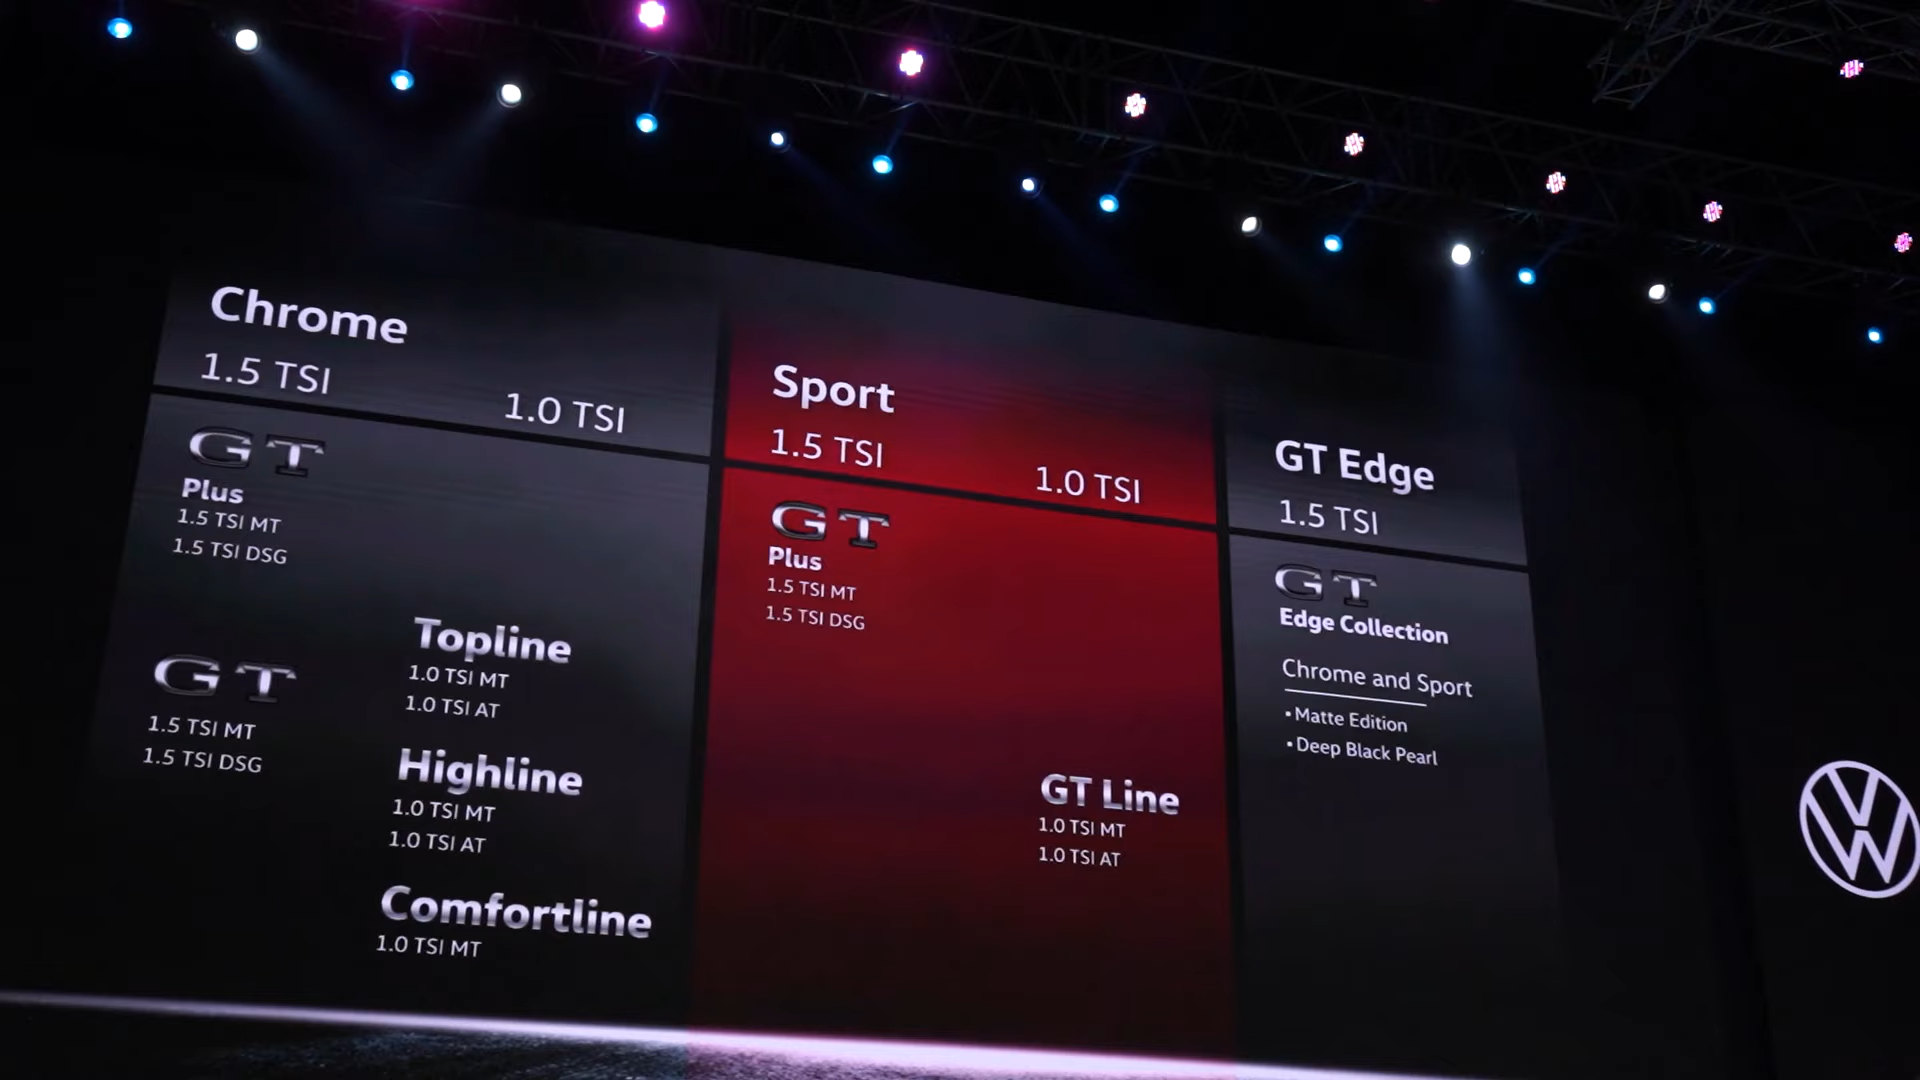 Chrome
1.5 TSI
1.0 TSI
GT
Plus
1.5 TSI MT
1.5 TSI DSG
GT
1.5 TSI MT
1.5 TSI DSG
Topline
1.0 TSI MT
1.0 TSI AT
Highline
1.0 TSI MT
1.0 TSI AT
Comfortline
1.0 TSI MT
Sport
1.5 TSI
1.0 TSI
GT
Plus
1.5 TSI MT
1.5 TSI DSG
GT Line
1.0 TSI MT
1.0 TSI AT
GT Edge
1.5 TSI
GT
Edge Collection
Chrome and Sport
▪ Matte Edition
▪ Deep Black Pearl
VW